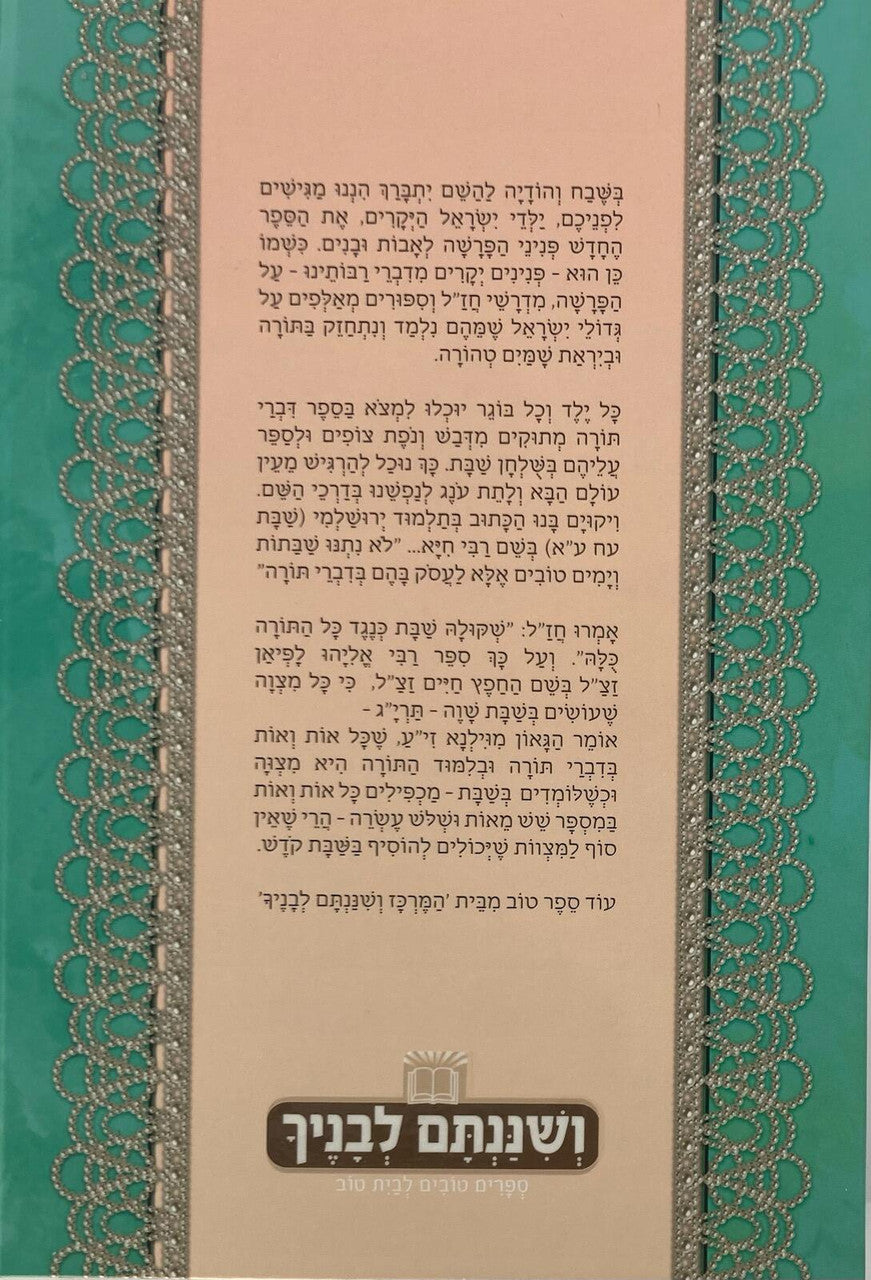 בְּשֶׁבַח וְהוֹדָיָה לַהַשֵּׁם יִתְבָּרַךְ הִנְנוּ מַגִּישִׁים
לִפְנֵיכֶם, יַלְדֵי יִשְׂרָאֵל הַיְּקָרִים, אֶת הַסֵּפֶר
הֶחָדָשׁ פְּנִינֵי הַפָּרָשָׁה לְאָבוֹת וּבָנִים. כִּשְׁמוֹ
כֵּן הוּא – פְּנִינִים יְקָרִים מִדִּבְרֵי רַבּוֹתֵינוּ – עַל
הַפָּרָשָׁה, מִדְרָשֵׁי חֲזַ"ל וְסִפּוּרִים מְאַלְּפִים עַל
גְּדוֹלֵי יִשְׂרָאֵל שֶׁמֵּהֶם נִלְמַד וְנִתְחַזֵּק בַּתּוֹרָה
וּבְיִרְאַת שָׁמַיִם טְהוֹרָה.
כָּל יֶלֶד וְכָל בּוֹגֵר יוּכְלוּ לִמְצֹא בַּסֵּפֶר דִּבְרֵי
תּוֹרָה מְתוּקִים מִדְּבַשׁ וְנֹפֶת צוּפִים וּלְסַפֵּר
עֲלֵיהֶם בְּשֻׁלְחָן שַׁבָּת. כָּךְ נוּכַל לְהַרְגִּישׁ מֵעֵין
עוֹלָם הַבָּא וְלָתֵת עֹנֶג לְנַפְשֵׁנוּ בְּדַרְכֵי הַשֵּׁם.
וִיקוּיָם בָּנוּ הַכָּתוּב בְּתַלְמוּד יְרוּשַׁלְמִי (שַׁבָּת
עח ע"א) בְּשֵׁם רַבִּי חִיָּא... "לֹא נִתְּנוּ שַׁבָּתוֹת
וְיָמִים טוֹבִים אֶלָּא לַעֲסֹק בָּהֶם בְּדִבְרֵי תּוֹרָה"
אָמְרוּ חֲזַ"ל: "שְׁקוּלָהּ שַׁבָּת כְּנֶגֶד כָּל הַתּוֹרָה
כֻּלָּהּ". וְעַל כָּךְ סִפֵּר רַבִּי אֱלִיָּהוּ לָפְיַאן
זַצַ"ל בְּשֵׁם הַחָפֵץ חַיִּים זַצַ"ל, כִּי כָּל מִצְוָה
שֶׁעוֹשִׂים בְּשַׁבָּת שָׁוֶה – תַּרְיָ"ג –
אוֹמֵר הַגָּאוֹן מִוִּילְנָא זִי"עַ, שֶׁכָּל אוֹת וְאוֹת
בְּדִבְרֵי תּוֹרָה וּבְלִמּוּד הַתּוֹרָה הִיא מִצְוָה
וּכְשֶׁלּוֹמְדִים בְּשַׁבָּת – מַכְפִּילִים כָּל אוֹת וְאוֹת
בַּמִּסְפָּר שֵׁשׁ מֵאוֹת וּשְׁלֹשׁ עֶשְׂרֵה – הֲרֵי שֶׁאֵין
סוֹף לַמִּצְווֹת שֶׁיְּכוֹלִים לְהוֹסִיף בְּשַׁבָּת קֹדֶשׁ.
עוֹד סֵפֶר טוֹב מִבֵּית 'הַמֶּרְכָּז וְשִׁנַּנְתָּם לְבָנֶיךָ'
וְשִׁנַּנְתָּם לְבָנֶיךָ
סְפָרִים טוֹבִים לְבַיִת טוֹב